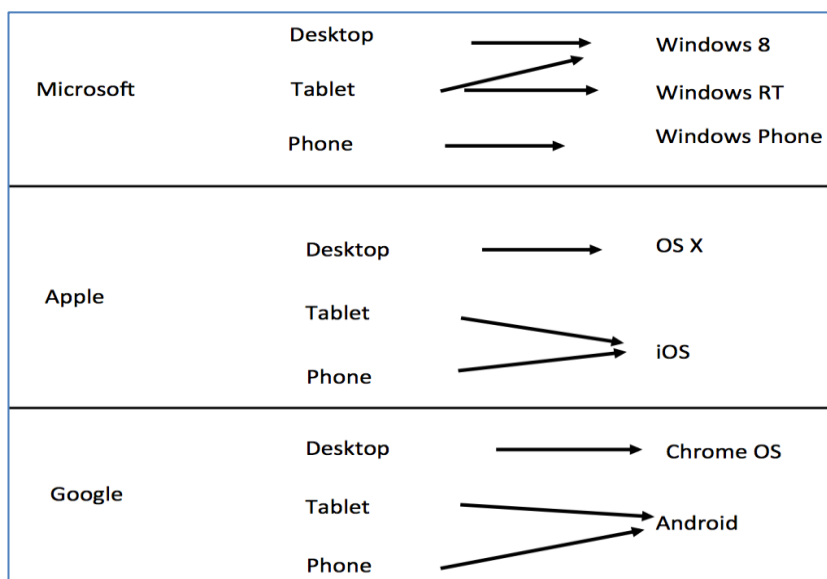 Desktop
Windows 8
Microsoft
Tablet
Windows RT
Phone
Windows Phone
Desktop
OS X
Apple
Tablet
iOS
Phone
Desktop
Chrome OS
Google
Tablet
Android
Phone